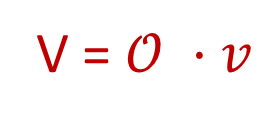 V = 𝒪 · 𝓋